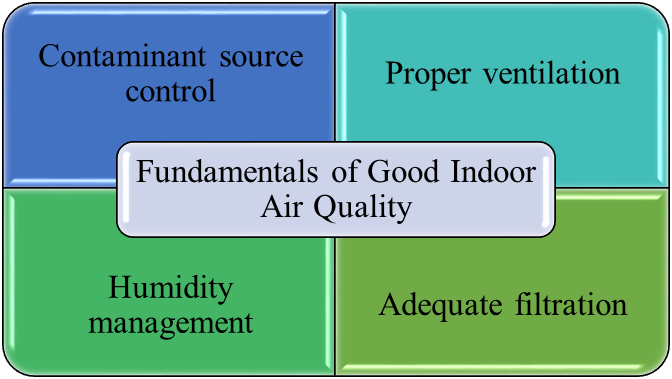 Contaminant source
control
Proper ventilation
Fundamentals of Good Indoor
Air Quality
Humidity
management
Adequate filtration